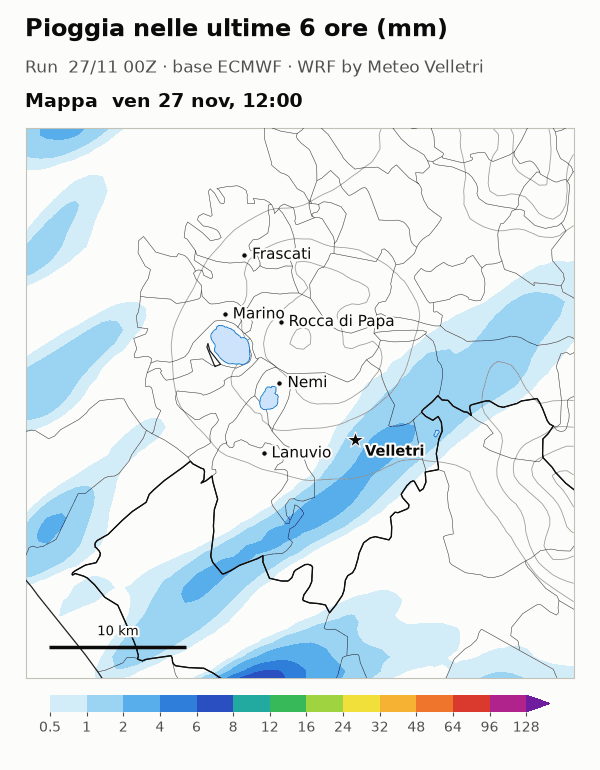 Pioggia nelle ultime 6 ore (mm)
Run  27/11 00Z · base ECMWF · WRF by Meteo Velletri
Mappa  ven 27 nov, 12:00
Frascati
Marino
Rocca di Papa
Nemi
Velletri
Lanuvio
10 km
0.5 1 2 4 6 8 12 16 24 32 48 64 96 128